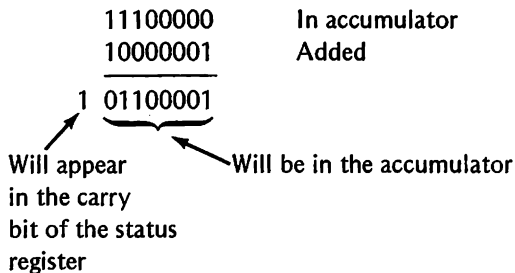 11100000 In accumulator
10000001 Added
1 01100001
Will appear
in the carry
bit of the status
register
Will be in the accumulator